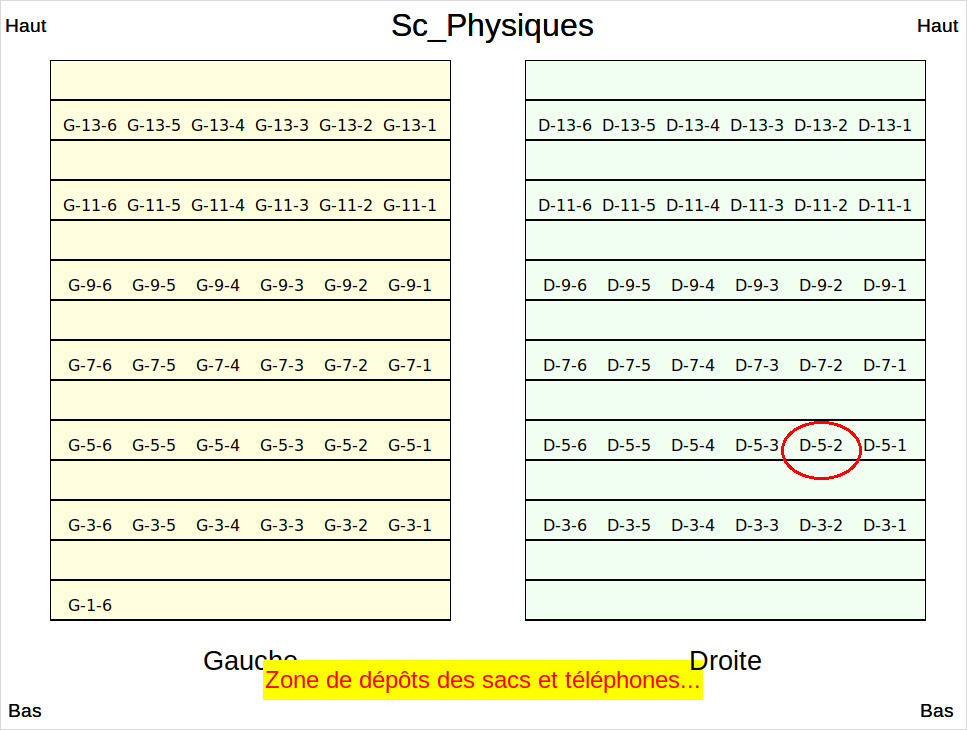 Sc_Physiques
Haut Haut
G-13-6 G-13-5 G-13-4 G-13-3 G-13-2 G-13-1 D-13-6 D-13-5 D-13-4 D-13-3 D-13-2 D-13-1
G-11-6 G-11-5 G-11-4 G-11-3 G-11-2 G-11-1 D-11-6 D-11-5 D-11-4 D-11-3 D-11-2 D-11-1
G-9-6 G-9-5 G-9-4 G-9-3 G-9-2 G-9-1 D-9-6 D-9-5 D-9-4 D-9-3 D-9-2 D-9-1
G-7-6 G-7-5 G-7-4 G-7-3 G-7-2 G-7-1 D-7-6 D-7-5 D-7-4 D-7-3 D-7-2 D-7-1
G-5-6 G-5-5 G-5-4 G-5-3 G-5-2 G-5-1 D-5-6 D-5-5 D-5-4 D-5-3 D-5-2 D-5-1
G-3-6 G-3-5 G-3-4 G-3-3 G-3-2 G-3-1 D-3-6 D-3-5 D-3-4 D-3-3 D-3-2 D-3-1
G-1-6
Gauche Droite
Zone de dépôts des sacs et téléphones...
Bas Bas